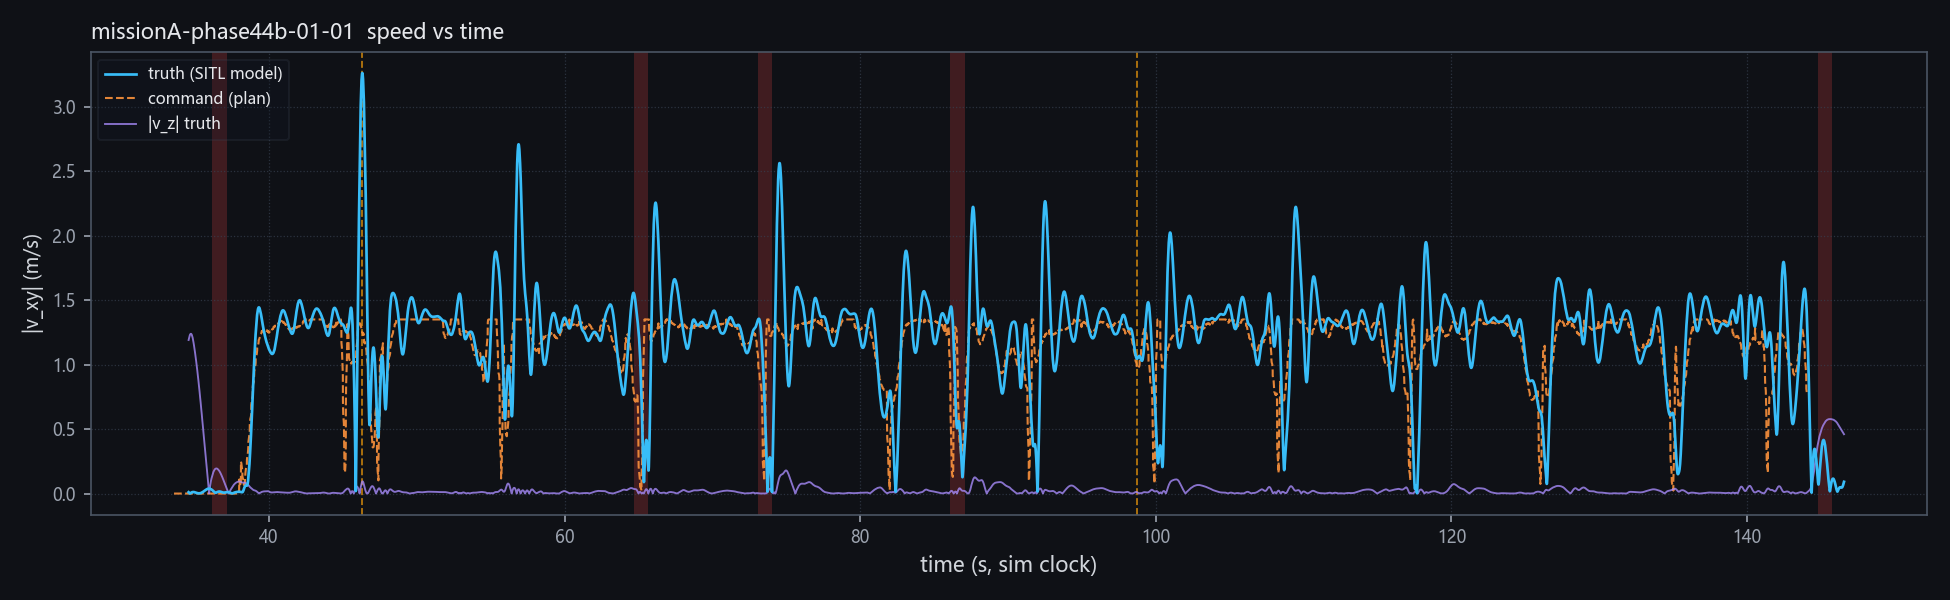 missionA-phase44b-01-01  speed vs time
truth (SITL model)
command (plan)
|v_z| truth
|v_xy| (m/s)
3.0
2.5
2.0
1.5
1.0
0.5
0.0
40
60
80
100
120
140
time (s, sim clock)